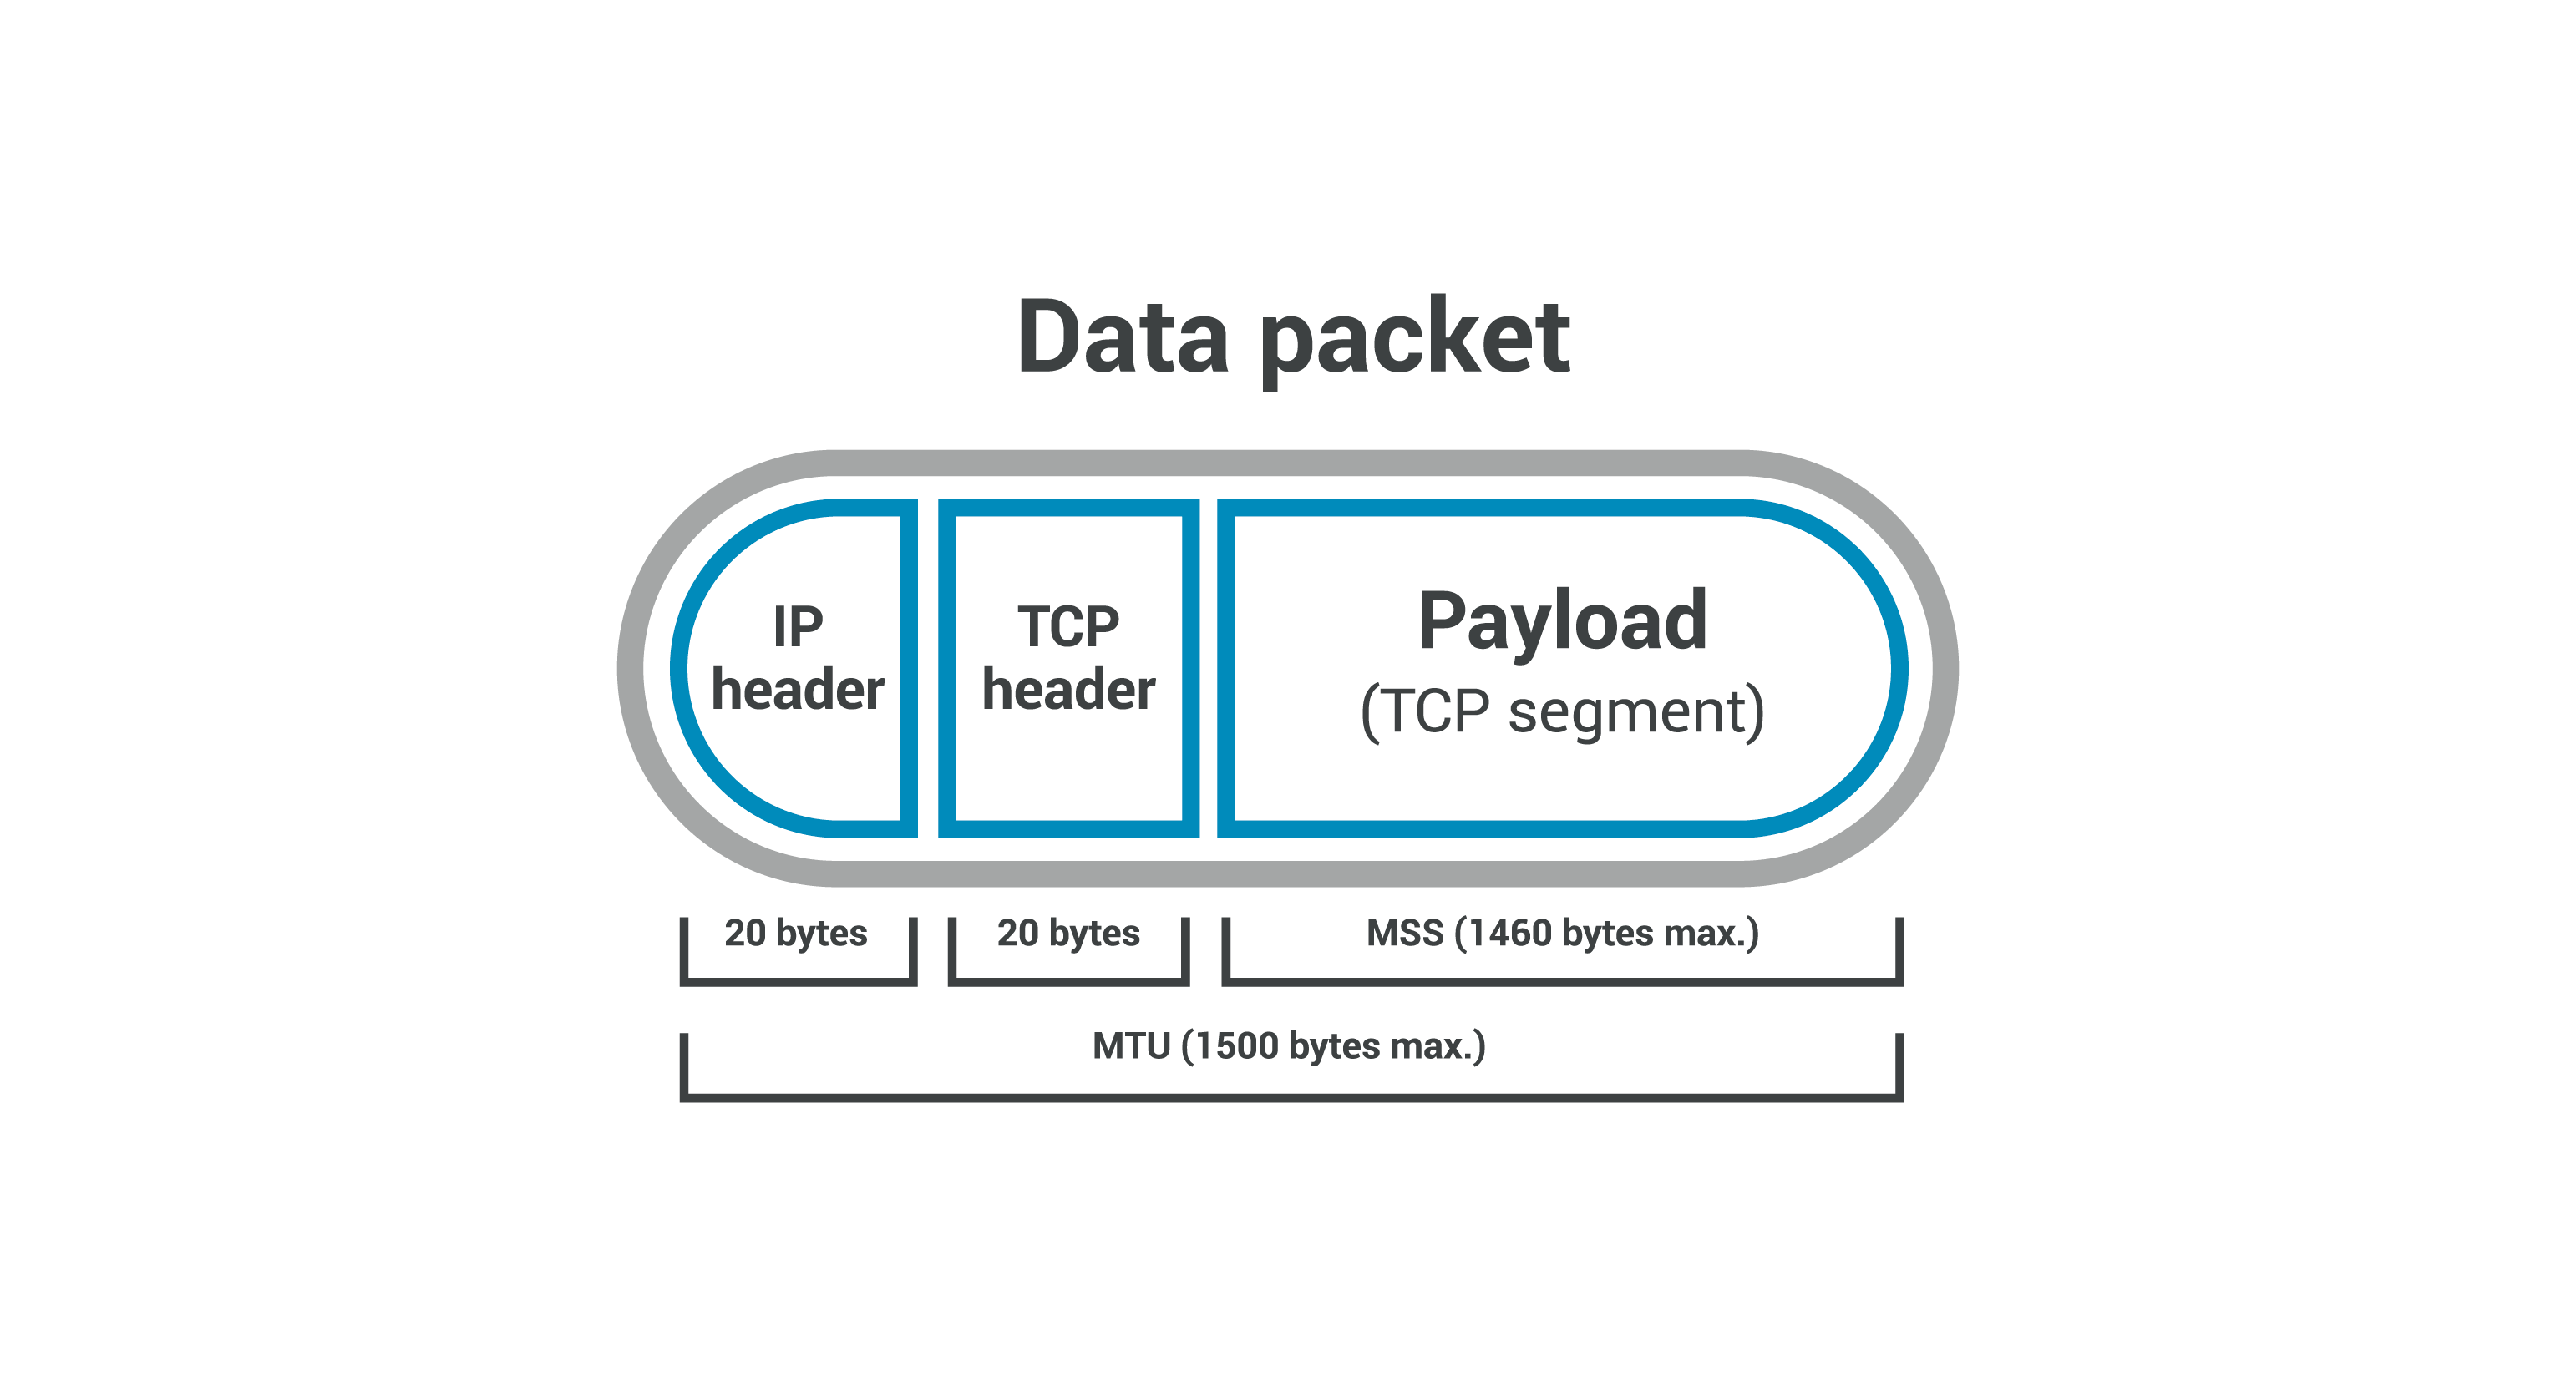 Data packet
IP
header
TCP
header
Payload
(TCP segment)
20 bytes
20 bytes
MSS (1460 bytes max.)
MTU (1500 bytes max.)